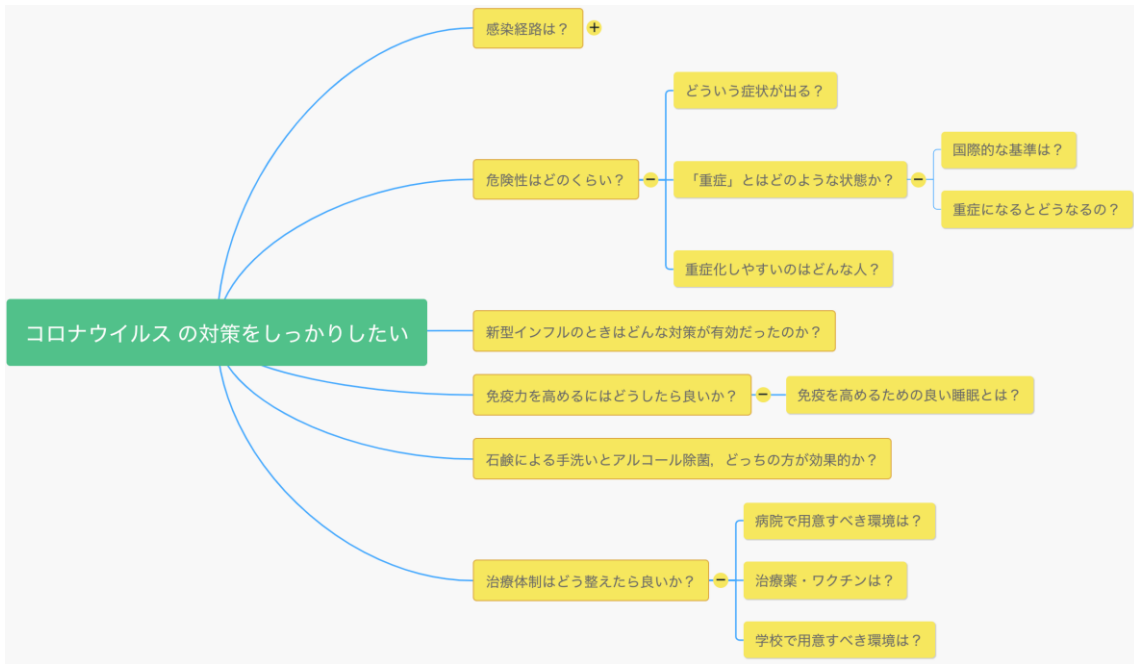 感染経路は？
どういう症状が出る？
国際的な基準は？
危険性はどのくらい？
「重症」とはどのような状態か？
重症になるとどうなるの？
重症化しやすいのはどんな人？
コロナウイルス の対策をしっかりしたい
新型インフルのときはどんな対策が有効だったのか？
免疫力を高めるにはどうしたら良いか？
免疫を高めるための良い睡眠とは？
石鹸による手洗いとアルコール除菌，どっちの方が効果的か？
病院で用意すべき環境は？
治療体制はどう整えたら良いか？
治療薬・ワクチンは？
学校で用意すべき環境は？